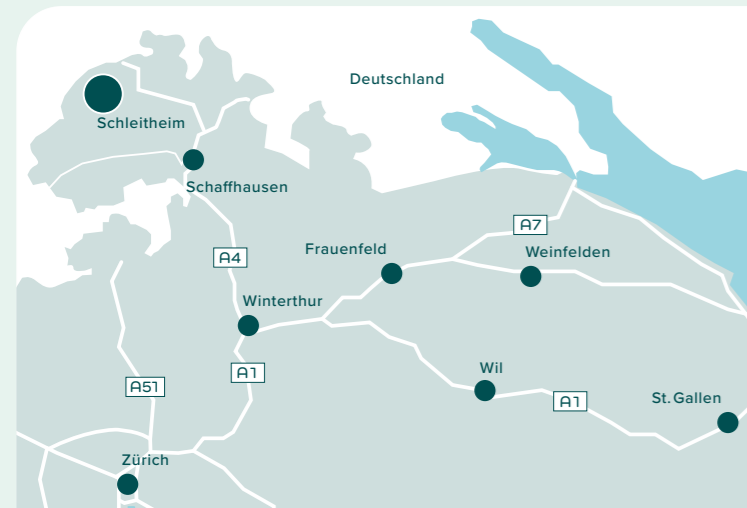 Deutschland
Schleitheim
Schaffhausen
A7
Frauenfeld
Weinfelden
A4
Winterthur
Wil
A1
A51
A1
St. Gallen
Zürich